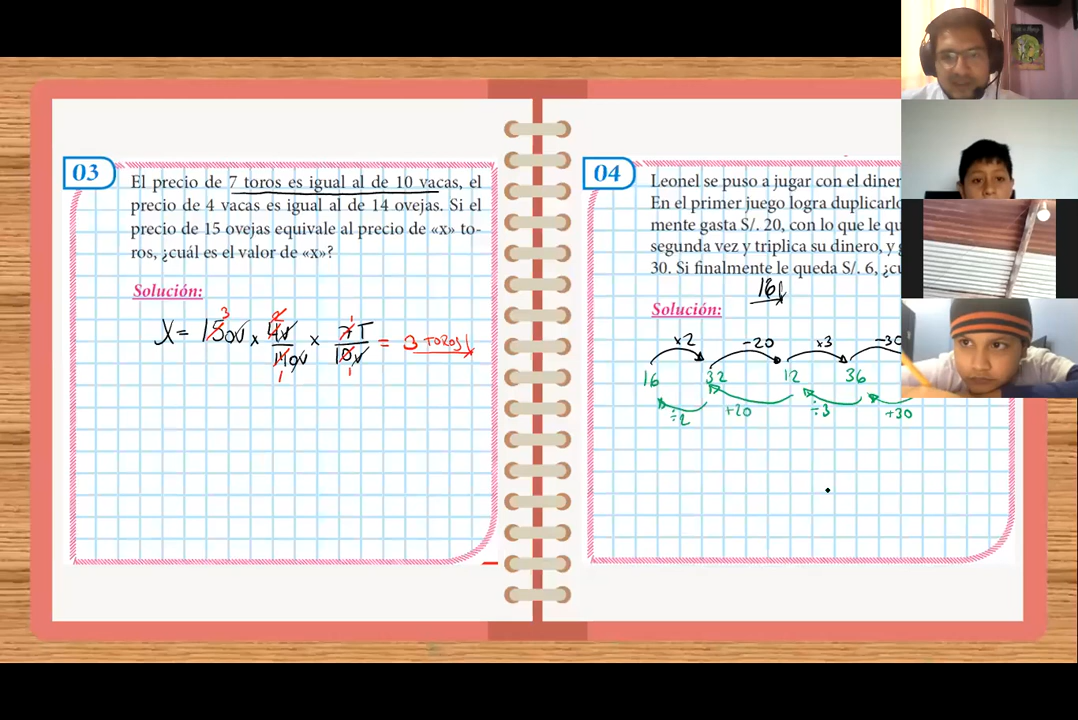 03
El precio de 7 toros es igual al de 10 vacas, el
precio de 4 vacas es igual al de 14 ovejas. Si el
precio de 15 ovejas equivale al precio de «x» to-
ros, ¿cuál es el valor de «x»?
Solución:
3 2 1
X = 15ov x 4v x 7T = 3 TOROS
14ov 10v
1 1
04
Leonel se puso a jugar con el diner
En el primer juego logra duplicarlo
mente gasta S/. 20, con lo que le qu
segunda vez y triplica su dinero, y g
30. Si finalmente le queda S/. 6, ¿cu
16
Solución:
x2 -20 x3 -30
16 32 12 36
÷2 +20 ÷3 +30